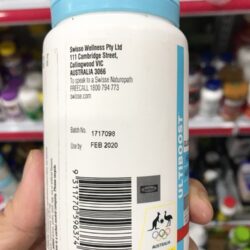 Swisse Wellness Pty Ltd
111 Cambridge Street,
Collingwood VIC
AUSTRALIA 3066
To speak to a Swisse Naturopath
FREECALL 1800 794 773
swisse.com
Batch No. 1717098
Use by FEB 2020
ULTIBOOST
AUSTRALIA